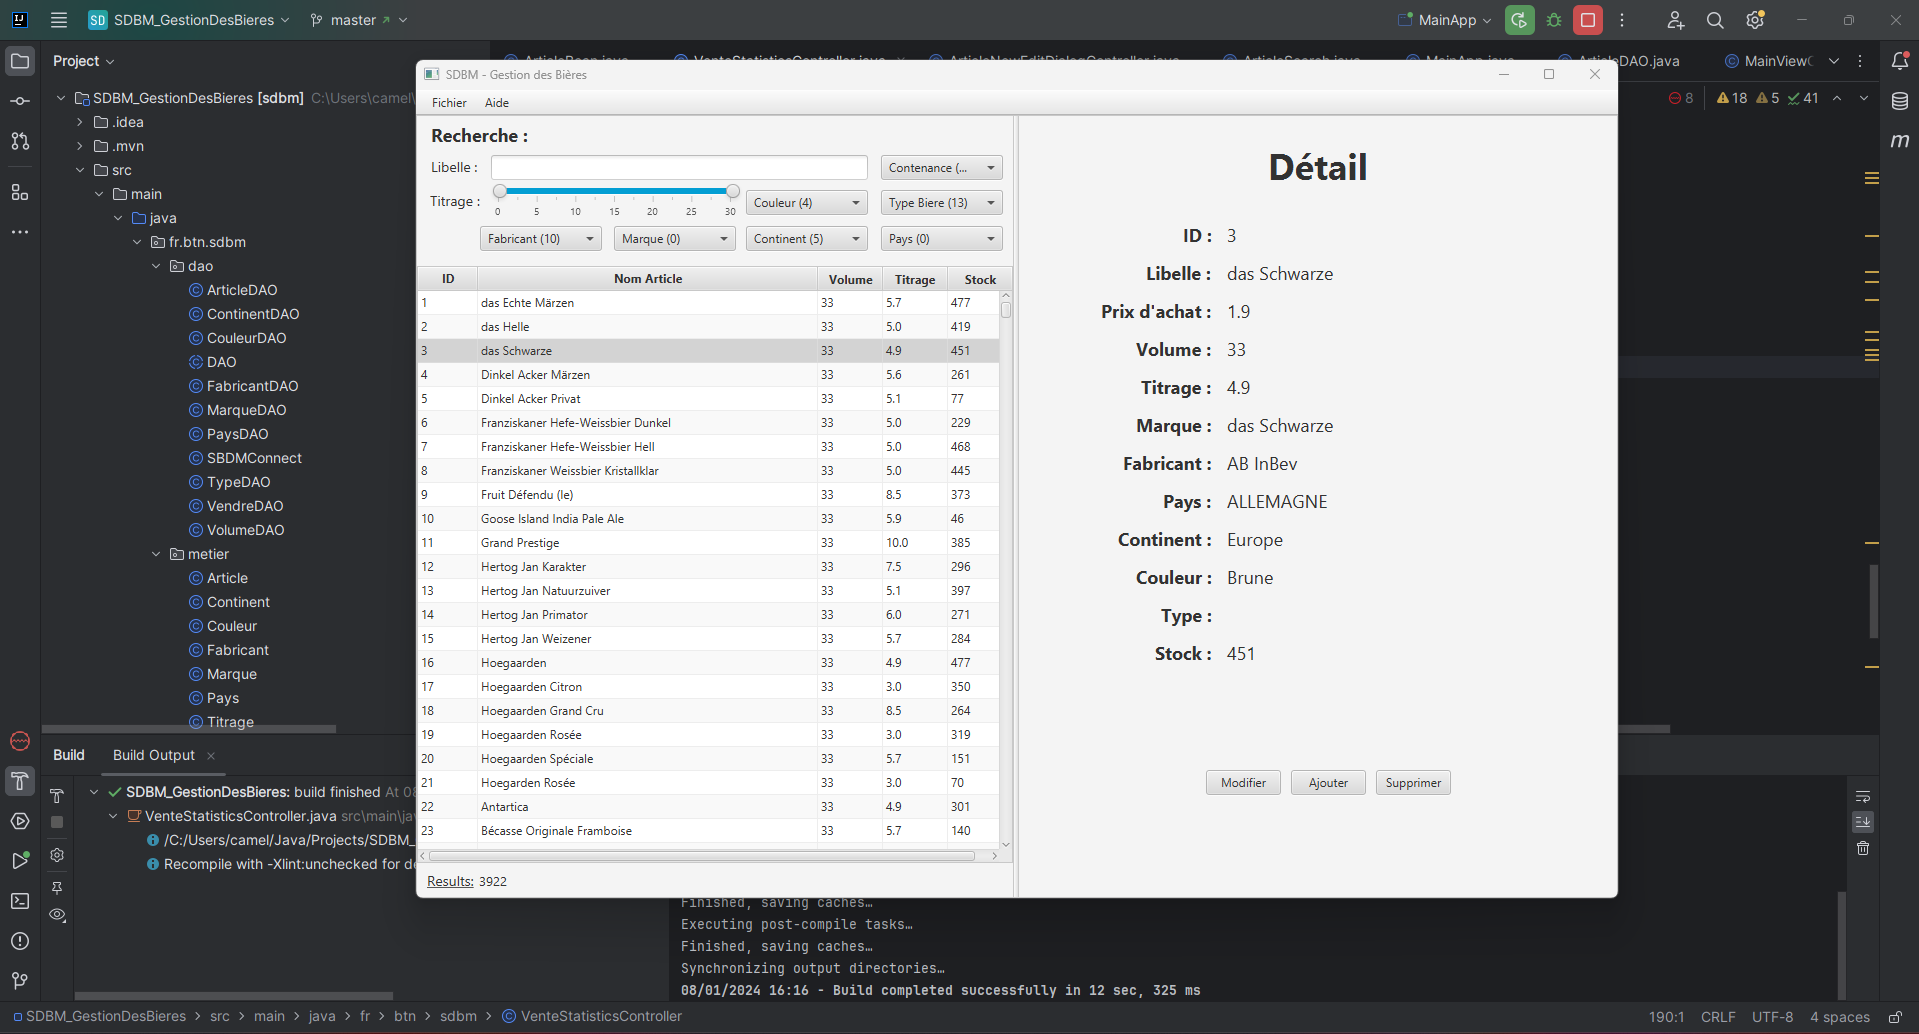 SD SDBM_GestionDesBieres master MainApp
Project
SDBM_GestionDesBieres [sdbm] C:\Users\camel\
.idea
.mvn
src
main
java
fr.btn.sdbm
dao
ArticleDAO
ContinentDAO
CouleurDAO
DAO
FabricantDAO
MarqueDAO
PaysDAO
SBDMConnect
TypeDAO
VendreDAO
VolumeDAO
metier
Article
Continent
Couleur
Fabricant
Marque
Pays
Titrage
ArticleDAO.java MainView
8 18 5 41
m
SDBM - Gestion des Bières
Fichier Aide
Recherche :
Libelle : Contenance (...
Titrage : 0 5 10 15 20 25 30 Couleur (4) Type Biere (13)
Fabricant (10) Marque (0) Continent (5) Pays (0)
ID Nom Article Volume Titrage Stock
1 das Echte Märzen 33 5.7 477
2 das Helle 33 5.0 419
3 das Schwarze 33 4.9 451
4 Dinkel Acker Märzen 33 5.6 261
5 Dinkel Acker Privat 33 5.1 77
6 Franziskaner Hefe-Weissbier Dunkel 33 5.0 229
7 Franziskaner Hefe-Weissbier Hell 33 5.0 468
8 Franziskaner Weissbier Kristallklar 33 5.0 445
9 Fruit Défendu (le) 33 8.5 373
10 Goose Island India Pale Ale 33 5.9 46
11 Grand Prestige 33 10.0 385
12 Hertog Jan Karakter 33 7.5 296
13 Hertog Jan Natuurzuiver 33 5.1 397
14 Hertog Jan Primator 33 6.0 271
15 Hertog Jan Weizener 33 5.7 284
16 Hoegaarden 33 4.9 477
17 Hoegaarden Citron 33 3.0 350
18 Hoegaarden Grand Cru 33 8.5 264
19 Hoegaarden Rosée 33 3.0 319
20 Hoegaarden Spéciale 33 5.7 151
21 Hoegarden Rosée 33 3.0 70
22 Antartica 33 4.9 301
23 Bécasse Originale Framboise 33 5.7 140
Results: 3922
Détail
ID : 3
Libelle : das Schwarze
Prix d'achat : 1.9
Volume : 33
Titrage : 4.9
Marque : das Schwarze
Fabricant : AB InBev
Pays : ALLEMAGNE
Continent : Europe
Couleur : Brune
Type :
Stock : 451
Modifier Ajouter Supprimer
Build Build Output
SDBM_GestionDesBieres: build finished At 08
VenteStatisticsController.java src\main\jav
/C:/Users/camel/Java/Projects/SDBM_
Recompile with -Xlint:unchecked for de
Finished, saving caches…
Executing post-compile tasks…
Finished, saving caches…
Synchronizing output directories…
08/01/2024 16:16 - Build completed successfully in 12 sec, 325 ms
SDBM_GestionDesBieres > src > main > java > fr > btn > sdbm > VenteStatisticsController 190:1 CRLF UTF-8 4 spaces